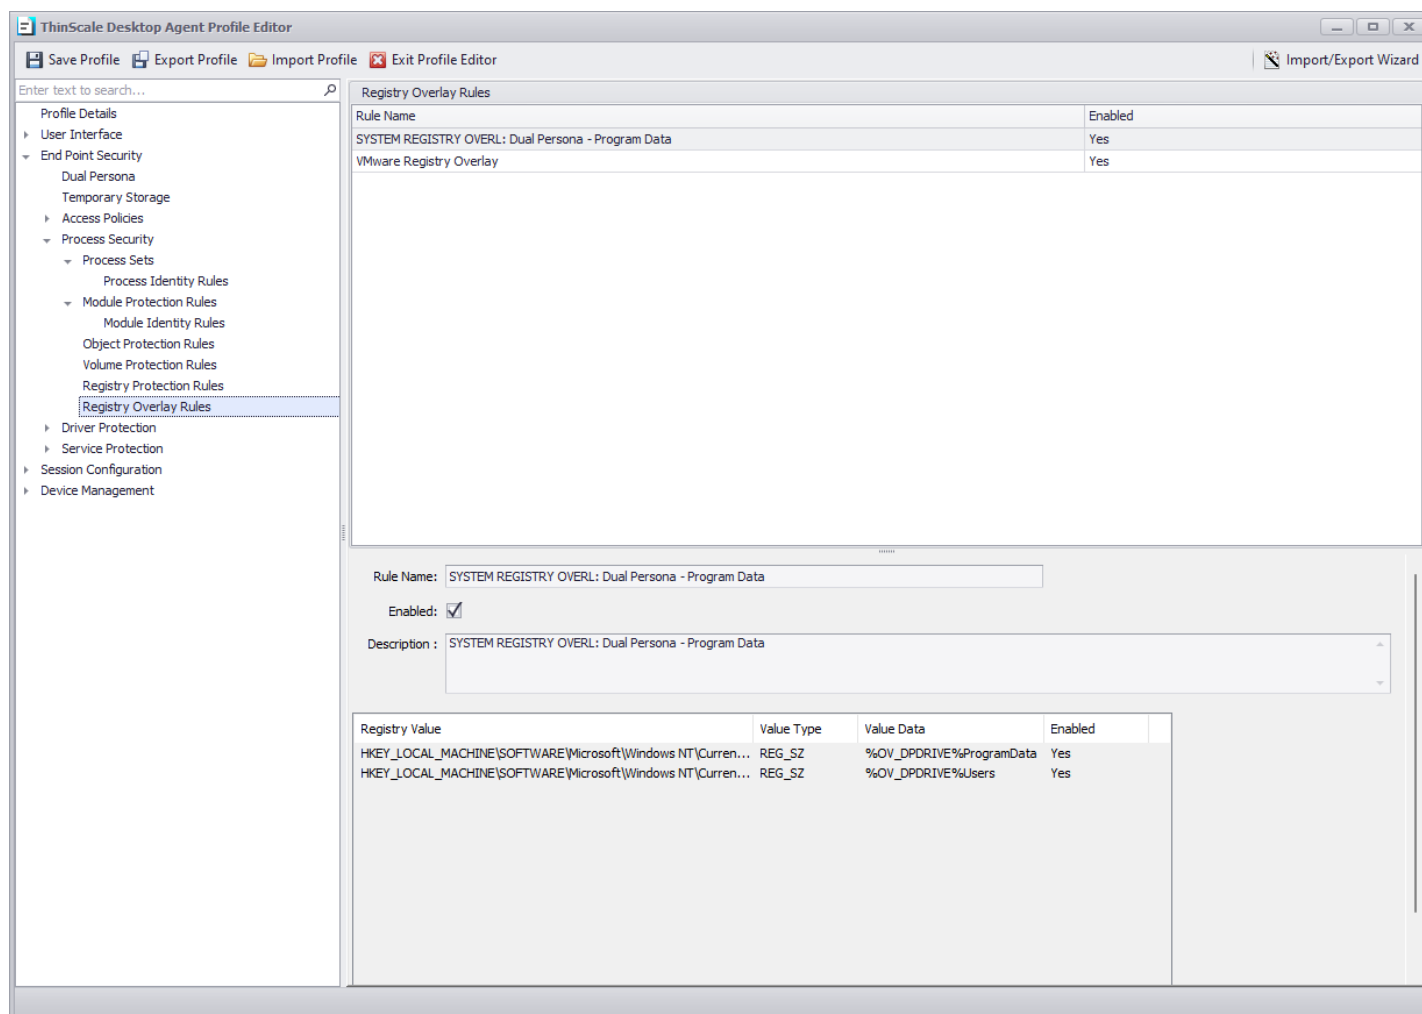 ThinScale Desktop Agent Profile Editor
Save Profile Export Profile Import Profile Exit Profile Editor Import/Export Wizard
Enter text to search...
Profile Details
User Interface
End Point Security
Dual Persona
Temporary Storage
Access Policies
Process Security
Process Sets
Process Identity Rules
Module Protection Rules
Module Identity Rules
Object Protection Rules
Volume Protection Rules
Registry Protection Rules
Registry Overlay Rules
Driver Protection
Service Protection
Session Configuration
Device Management
Registry Overlay Rules
Rule Name Enabled
SYSTEM REGISTRY OVERL: Dual Persona - Program Data Yes
VMware Registry Overlay Yes
Rule Name: SYSTEM REGISTRY OVERL: Dual Persona - Program Data
Enabled:
Description : SYSTEM REGISTRY OVERL: Dual Persona - Program Data
Registry Value Value Type Value Data Enabled
HKEY_LOCAL_MACHINE\SOFTWARE\Microsoft\Windows NT\Curren... REG_SZ %OV_DPDRIVE%ProgramData Yes
HKEY_LOCAL_MACHINE\SOFTWARE\Microsoft\Windows NT\Curren... REG_SZ %OV_DPDRIVE%Users Yes